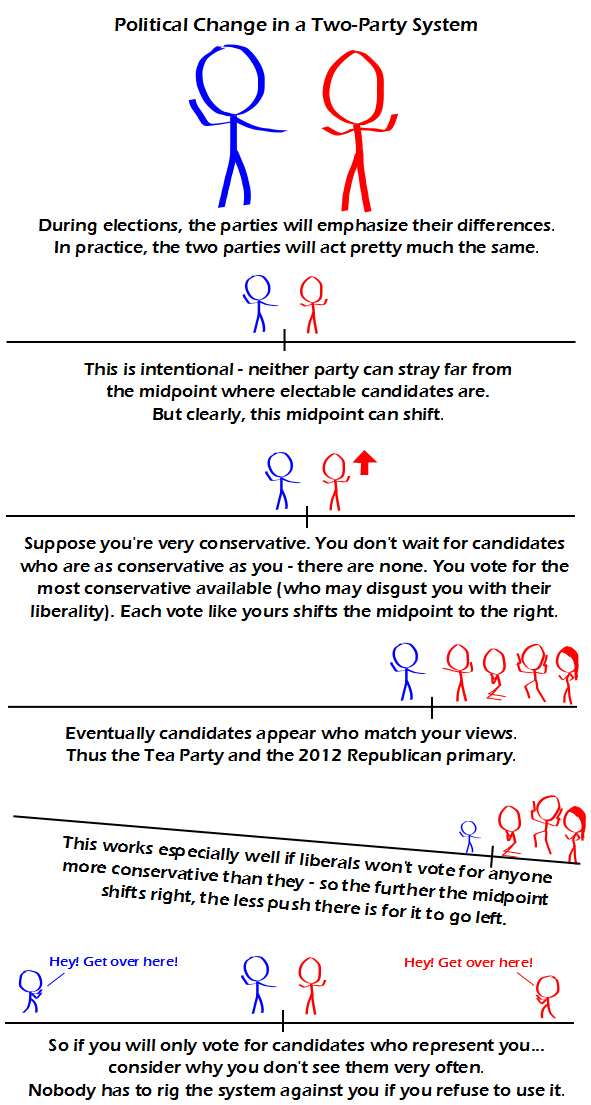 Political Change in a Two-Party System
During elections, the parties will emphasize their differences.
In practice, the two parties will act pretty much the same.
This is intentional - neither party can stray far from
the midpoint where electable candidates are.
But clearly, this midpoint can shift.
Suppose you're very conservative. You don't wait for candidates
who are as conservative as you - there are none. You vote for the
most conservative available (who may disgust you with their
liberality). Each vote like yours shifts the midpoint to the right.
Eventually candidates appear who match your views.
Thus the Tea Party and the 2012 Republican primary.
This works especially well if liberals won't vote for anyone
more conservative than they - so the further the midpoint
shifts right, the less push there is for it to go left.
Hey! Get over here!
Hey! Get over here!
So if you will only vote for candidates who represent you...
consider why you don't see them very often.
Nobody has to rig the system against you if you refuse to use it.